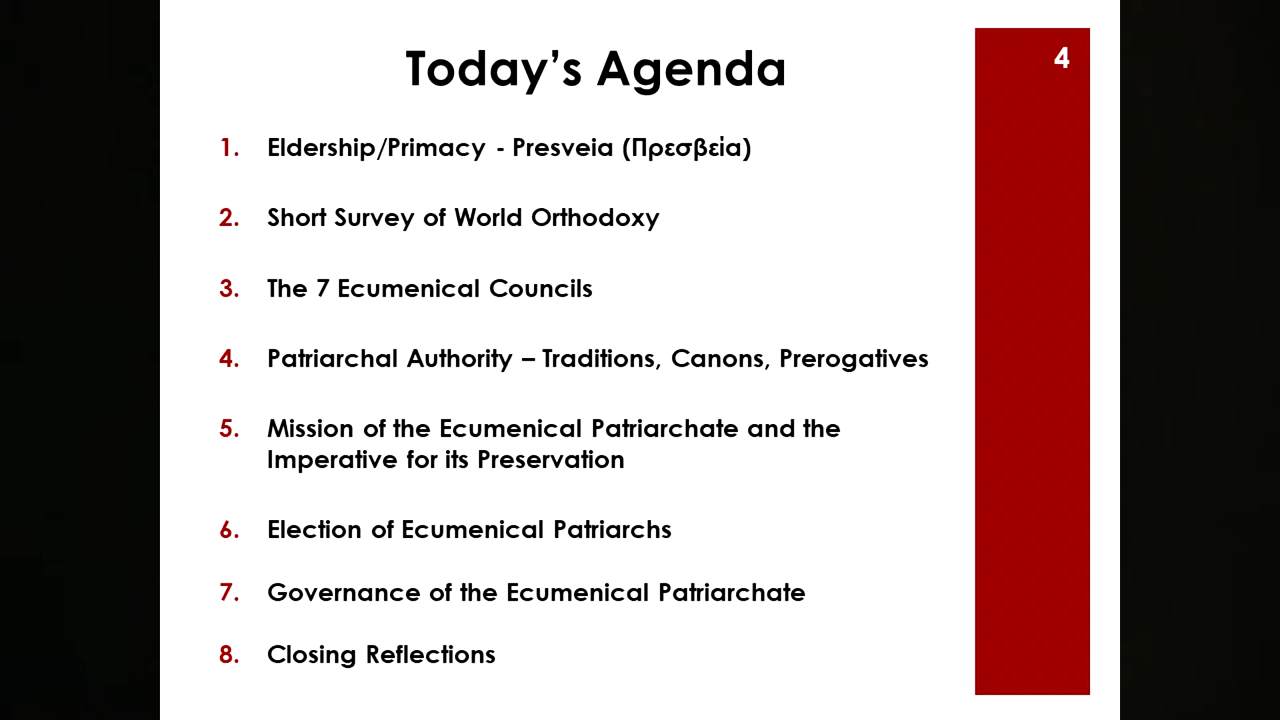 Today’s Agenda
4
1. Eldership/Primacy - Presveia (Πρεσβεία)
2. Short Survey of World Orthodoxy
3. The 7 Ecumenical Councils
4. Patriarchal Authority – Traditions, Canons, Prerogatives
5. Mission of the Ecumenical Patriarchate and the
Imperative for its Preservation
6. Election of Ecumenical Patriarchs
7. Governance of the Ecumenical Patriarchate
8. Closing Reflections